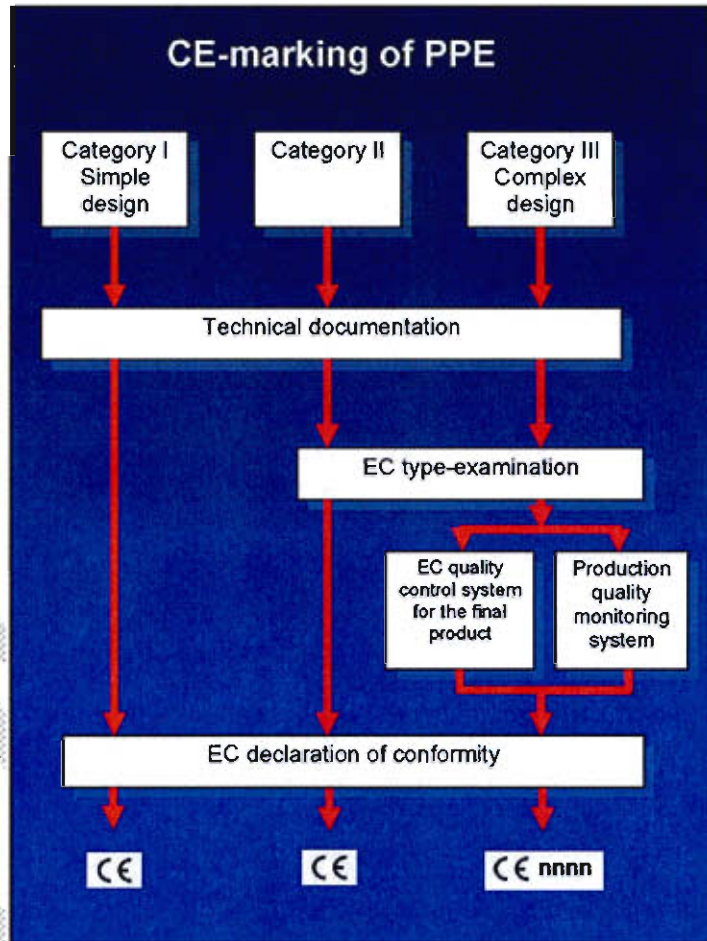 CE-marking of PPE
Category I
Simple
design
Category II
Category III
Complex
design
Technical documentation
EC type-examination
EC quality
control system
for the final
product
Production
quality
monitoring
system
EC declaration of conformity
CE
CE
CE nnnn